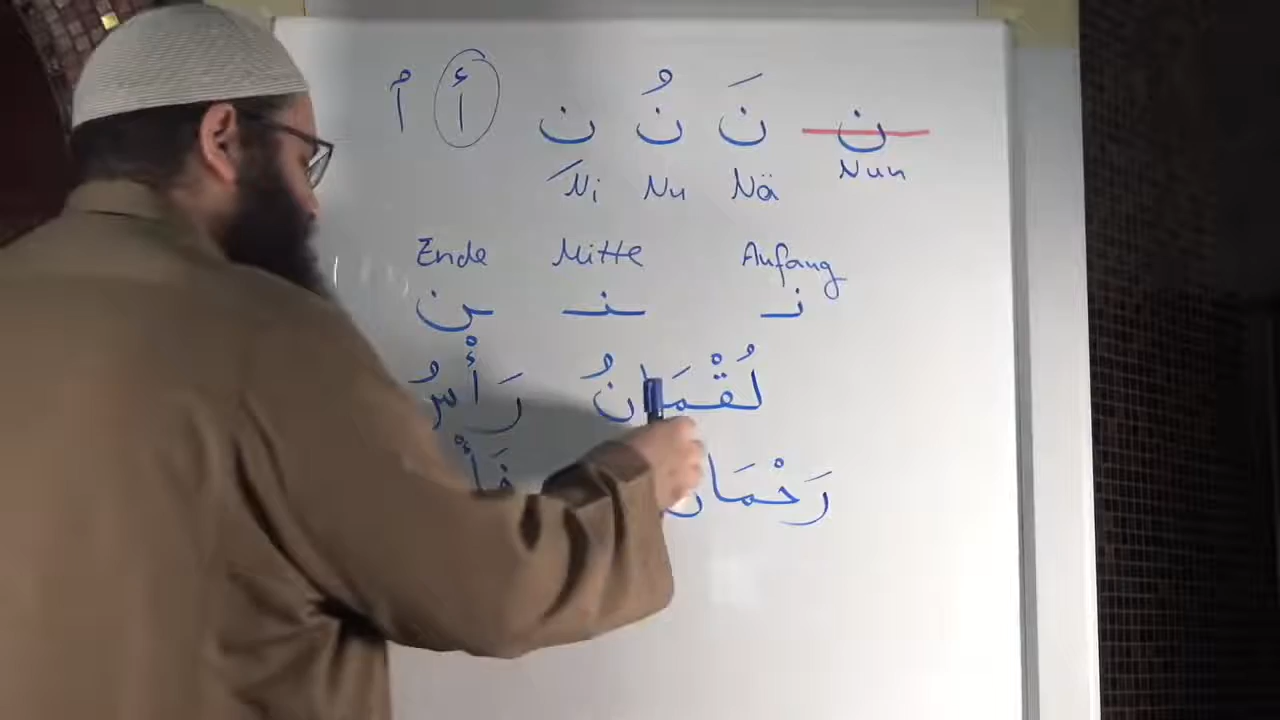 ن نَ نُ نِ أ أْ
Nun Nä Nu Ni
Anfang Mitte Ende
نـ ـنـ ـن
لُقْمَانُ رَأْسُ
رَحْمَان